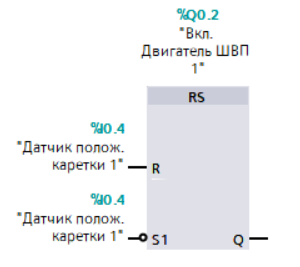 %Q0.2
"Вкл.
Двигатель ШВП
1"
RS
%I0.4
"Датчик полож.
каретки 1"
R
%I0.4
"Датчик полож.
каретки 1"
S1
Q